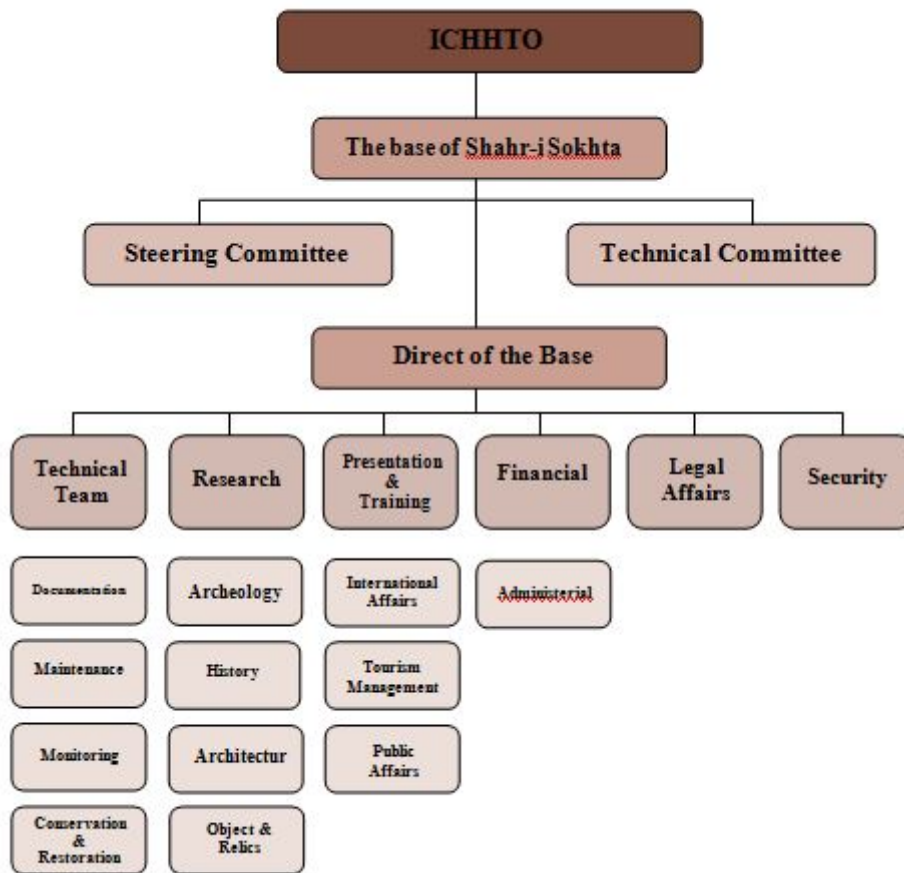 ICHHTO
The base of Shahr-i Sokhta
Steering Committee
Technical Committee
Direct of the Base
Technical
Team
Research
Presentation
&
Training
Financial
Legal
Affairs
Security
Documentation
Archeology
International
Affairs
Administerial
Maintenance
History
Tourism
Management
Monitoring
Architectur
Public
Affairs
Conservation
&
Restoration
Object &
Relics